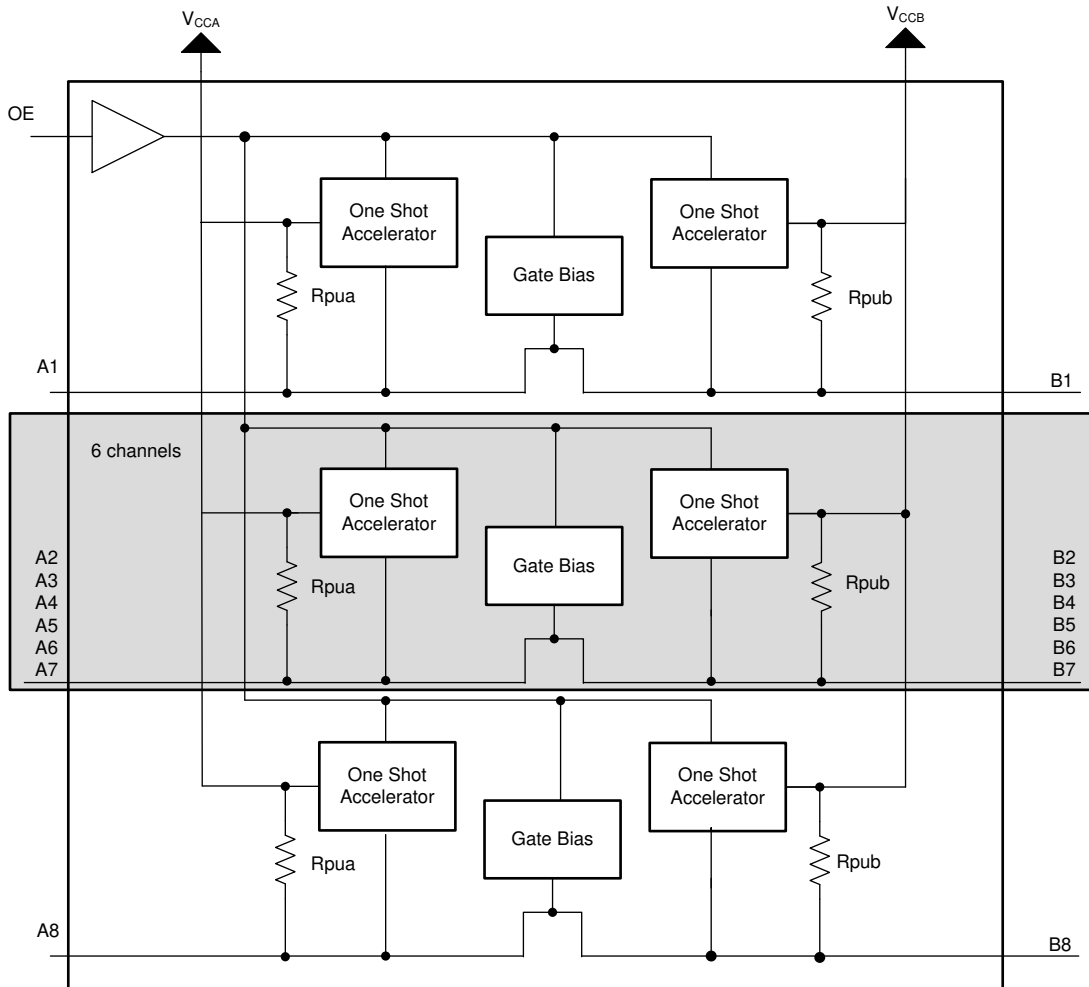 VCCA
VCCB
OE
One Shot
Accelerator
One Shot
Accelerator
Gate Bias
Rpua
Rpub
A1
B1
6 channels
One Shot
Accelerator
One Shot
Accelerator
Gate Bias
Rpua
Rpub
A2
A3
A4
A5
A6
A7
B2
B3
B4
B5
B6
B7
One Shot
Accelerator
One Shot
Accelerator
Gate Bias
Rpua
Rpub
A8
B8